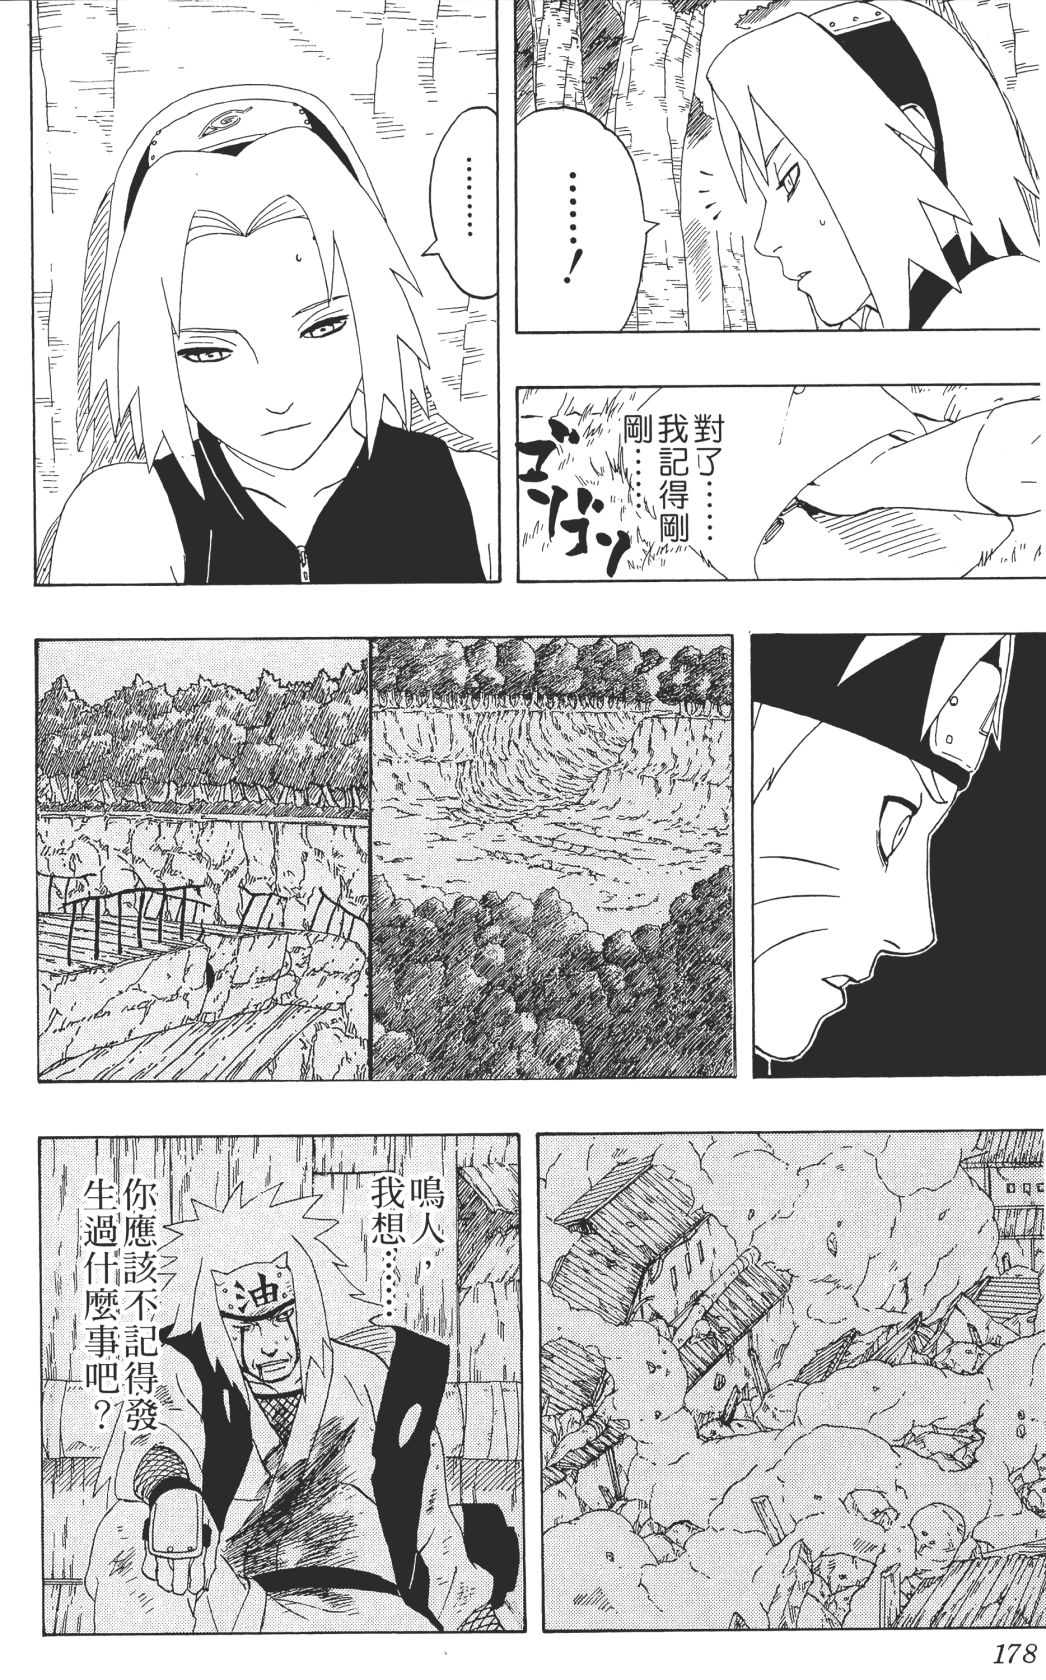 ……！
………
對了……
我記得剛
剛……
ゴゴゴゴ
鳴人，
我想……
你應該不記得發
生過什麼事吧？
油
178